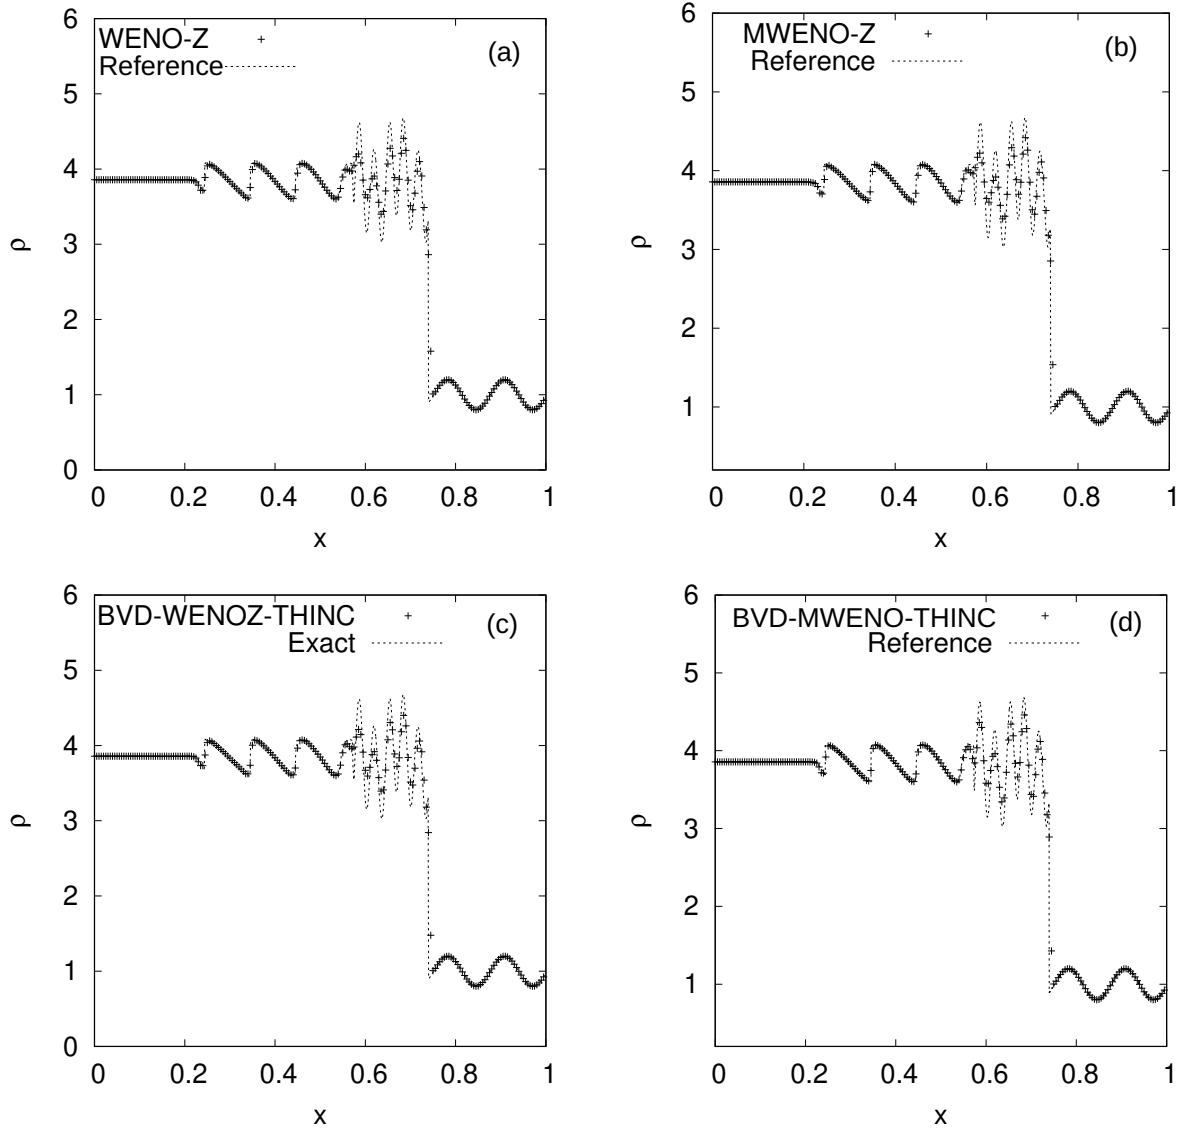 6
5
4
3
2
1
0
ρ
WENO-Z
Reference
(a)
0 0.2 0.4 0.6 0.8 1
x
6
5
4
3
2
1
ρ
MWENO-Z
Reference
(b)
0 0.2 0.4 0.6 0.8 1
x
6
5
4
3
2
1
0
ρ
BVD-WENOZ-THINC
Exact
(c)
0 0.2 0.4 0.6 0.8 1
x
6
5
4
3
2
1
ρ
BVD-MWENO-THINC
Reference
(d)
0 0.2 0.4 0.6 0.8 1
x